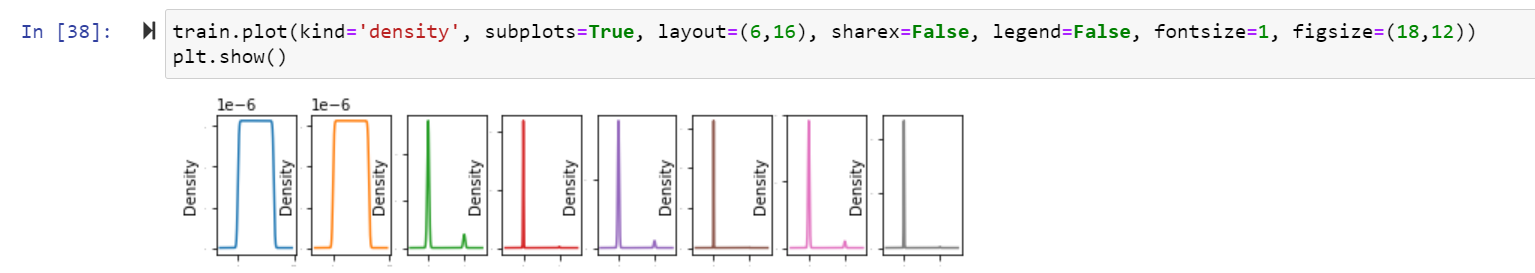 In [38]: train.plot(kind='density', subplots=True, layout=(6,16), sharex=False, legend=False, fontsize=1, figsize=(18,12))
plt.show()
1e−6 1e−6
Density Density Density Density Density Density Density Density